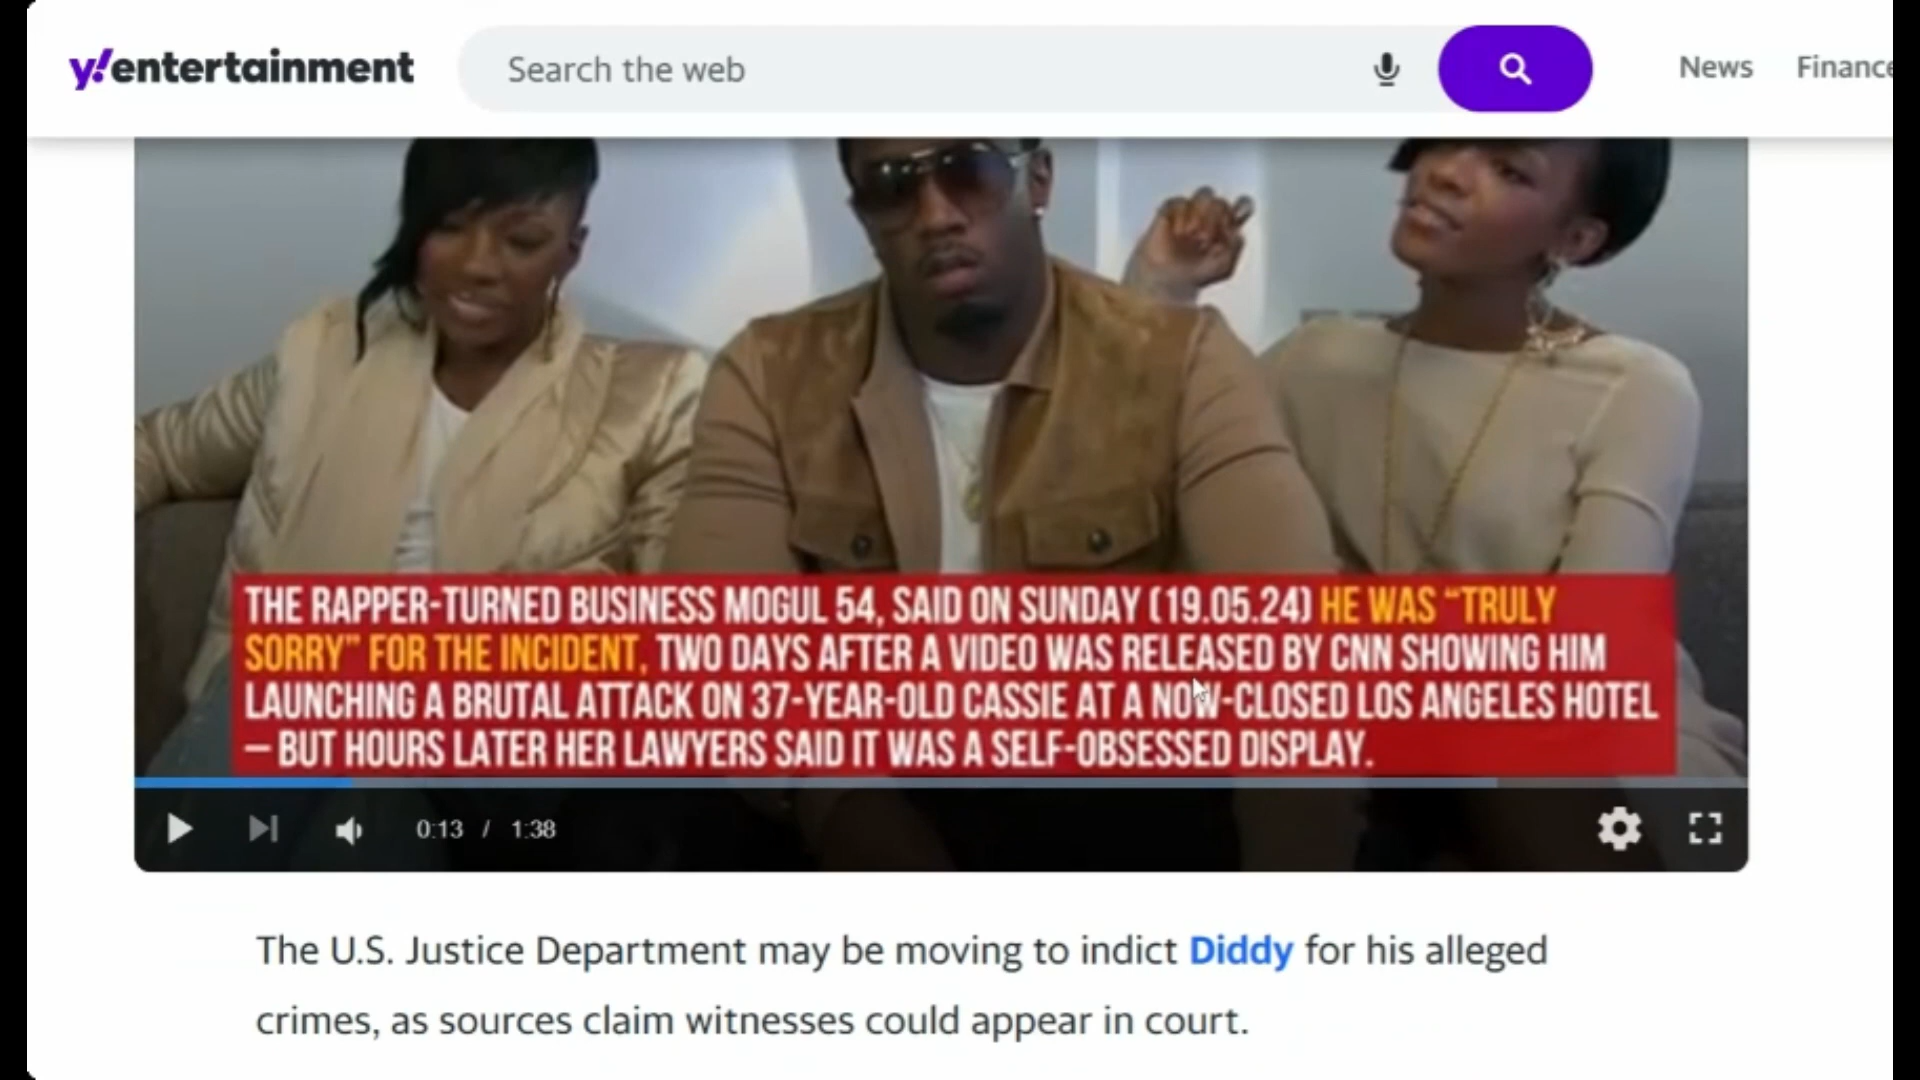 y!entertainment
Search the web
News
Finance
THE RAPPER-TURNED BUSINESS MOGUL 54, SAID ON SUNDAY (19.05.24) HE WAS “TRULY
SORRY” FOR THE INCIDENT, TWO DAYS AFTER A VIDEO WAS RELEASED BY CNN SHOWING HIM
LAUNCHING A BRUTAL ATTACK ON 37-YEAR-OLD CASSIE AT A NOW-CLOSED LOS ANGELES HOTEL
– BUT HOURS LATER HER LAWYERS SAID IT WAS A SELF-OBSESSED DISPLAY.
0:13 / 1:38
The U.S. Justice Department may be moving to indict Diddy for his alleged
crimes, as sources claim witnesses could appear in court.